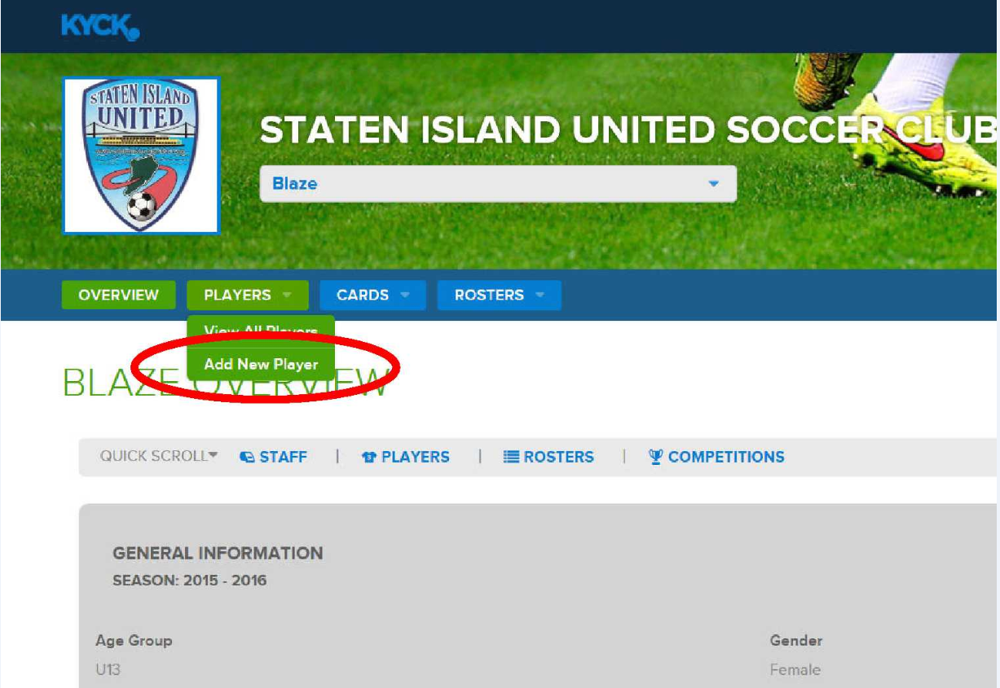 KYCK
STATEN ISLAND
UNITED
STATEN ISLAND UNITED SOCCER CLUB
Blaze
OVERVIEW PLAYERS CARDS ROSTERS
View All Players
Add New Player
BLAZE OVERVIEW
QUICK SCROLL STAFF | PLAYERS | ROSTERS | COMPETITIONS
GENERAL INFORMATION
SEASON: 2015 - 2016
Age Group Gender
U13 Female